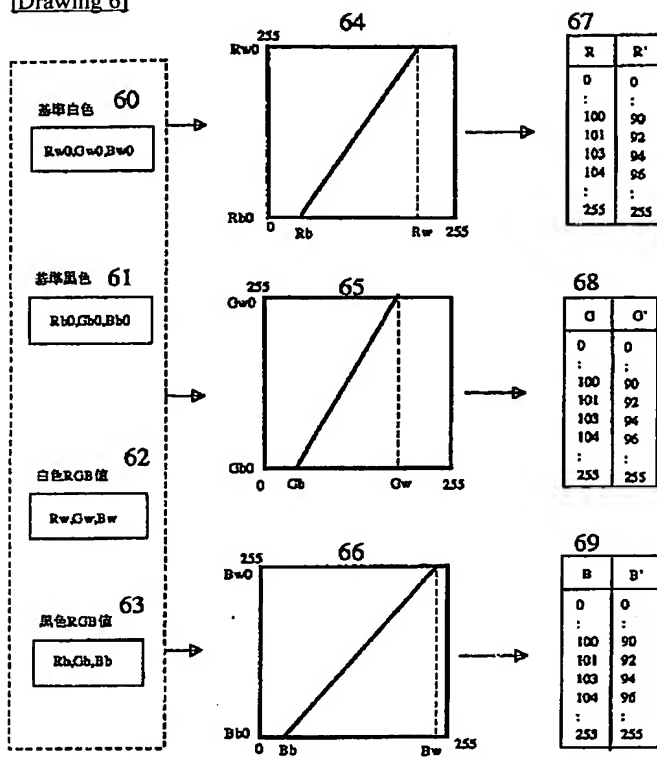 [Drawing 6]
基準白色 60
Rw0,Gw0,Bw0
基準黒色 61
Rb0,Gb0,Bb0
白色RGB値 62
Rw,Gw,Bw
黒色RGB値 63
Rb,Gb,Bb
64
255
Rw0
Rb0
0 Rb Rw 255
65
255
Gw0
Gb0
0 Gb Gw 255
66
255
Bw0
Bb0
0 Bb Bw 255
67
R R'
0 0
: :
100 90
101 92
103 94
104 96
: :
255 255
68
G G'
0 0
: :
100 90
101 92
103 94
104 96
: :
255 255
69
B B'
0 0
: :
100 90
101 92
103 94
104 96
: :
255 255